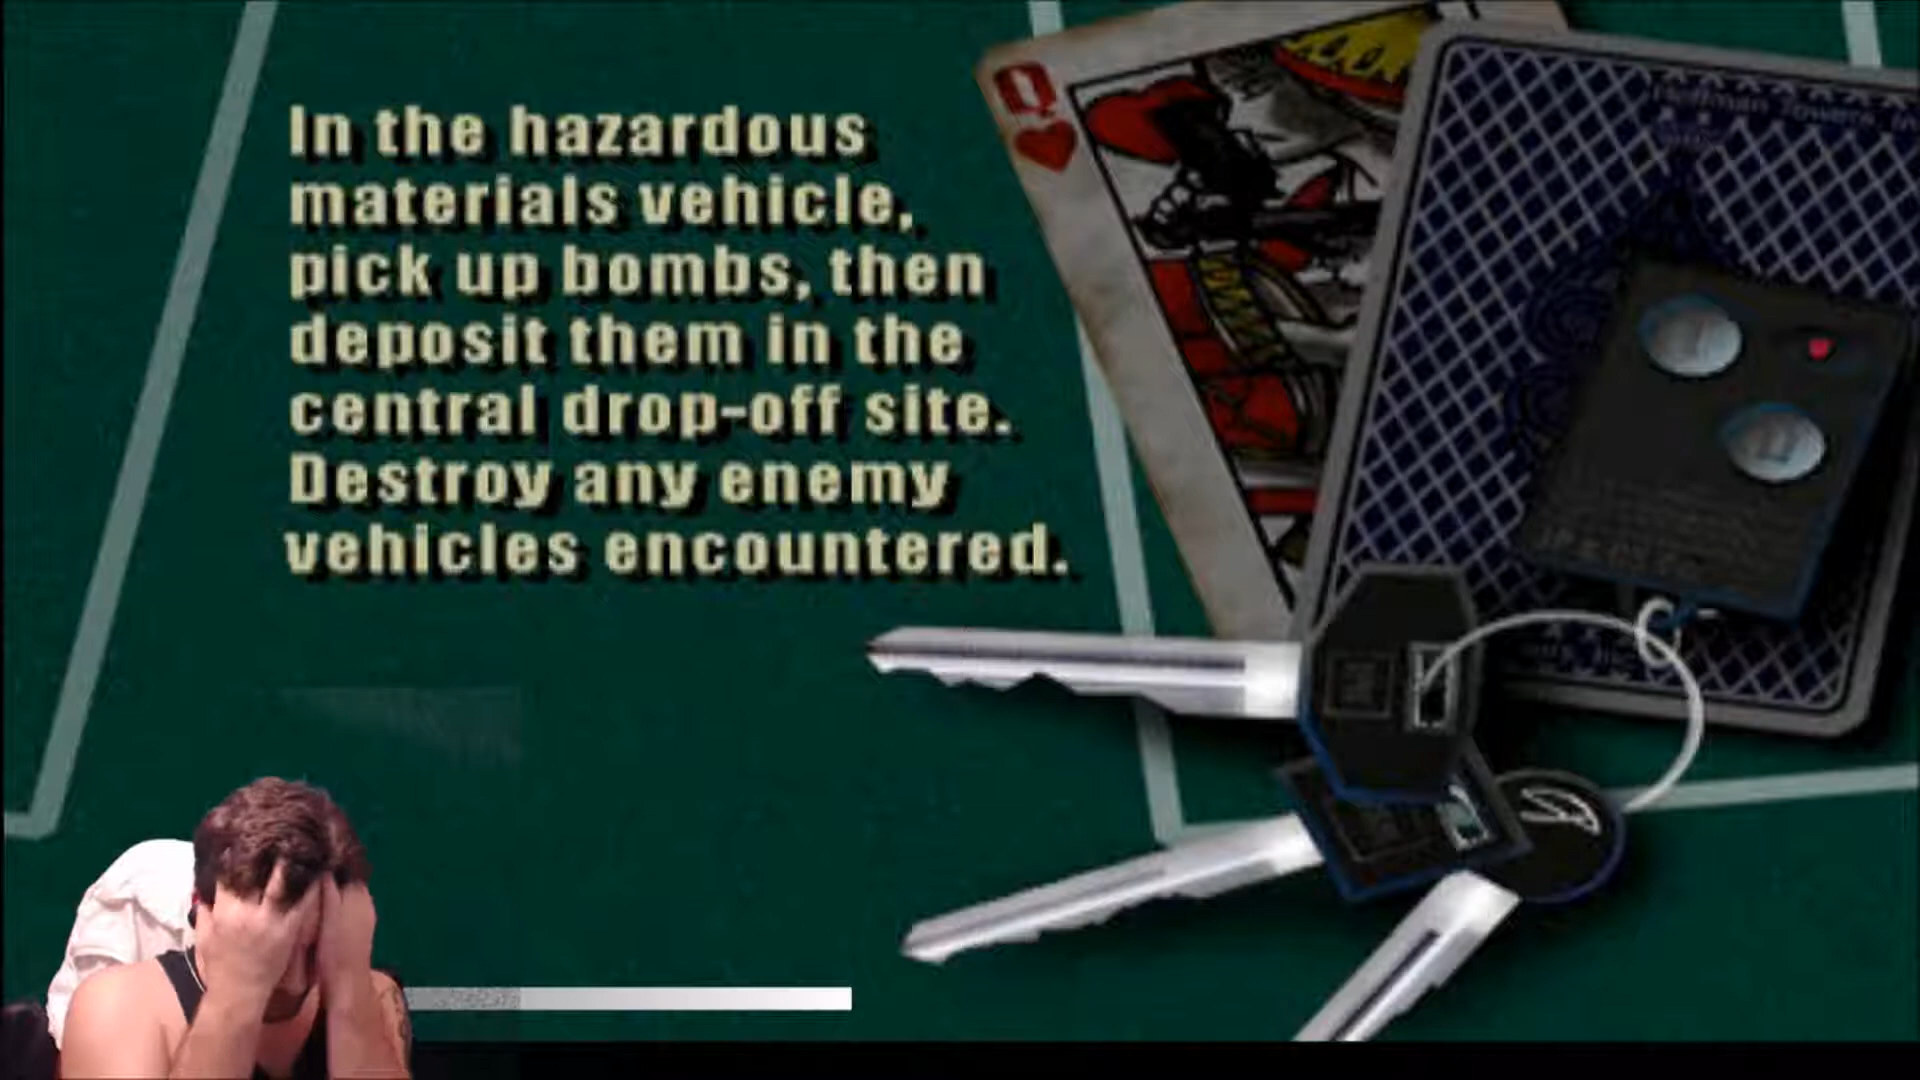 In the hazardous
materials vehicle,
pick up bombs, then
deposit them in the
central drop-off site.
Destroy any enemy
vehicles encountered.
Q